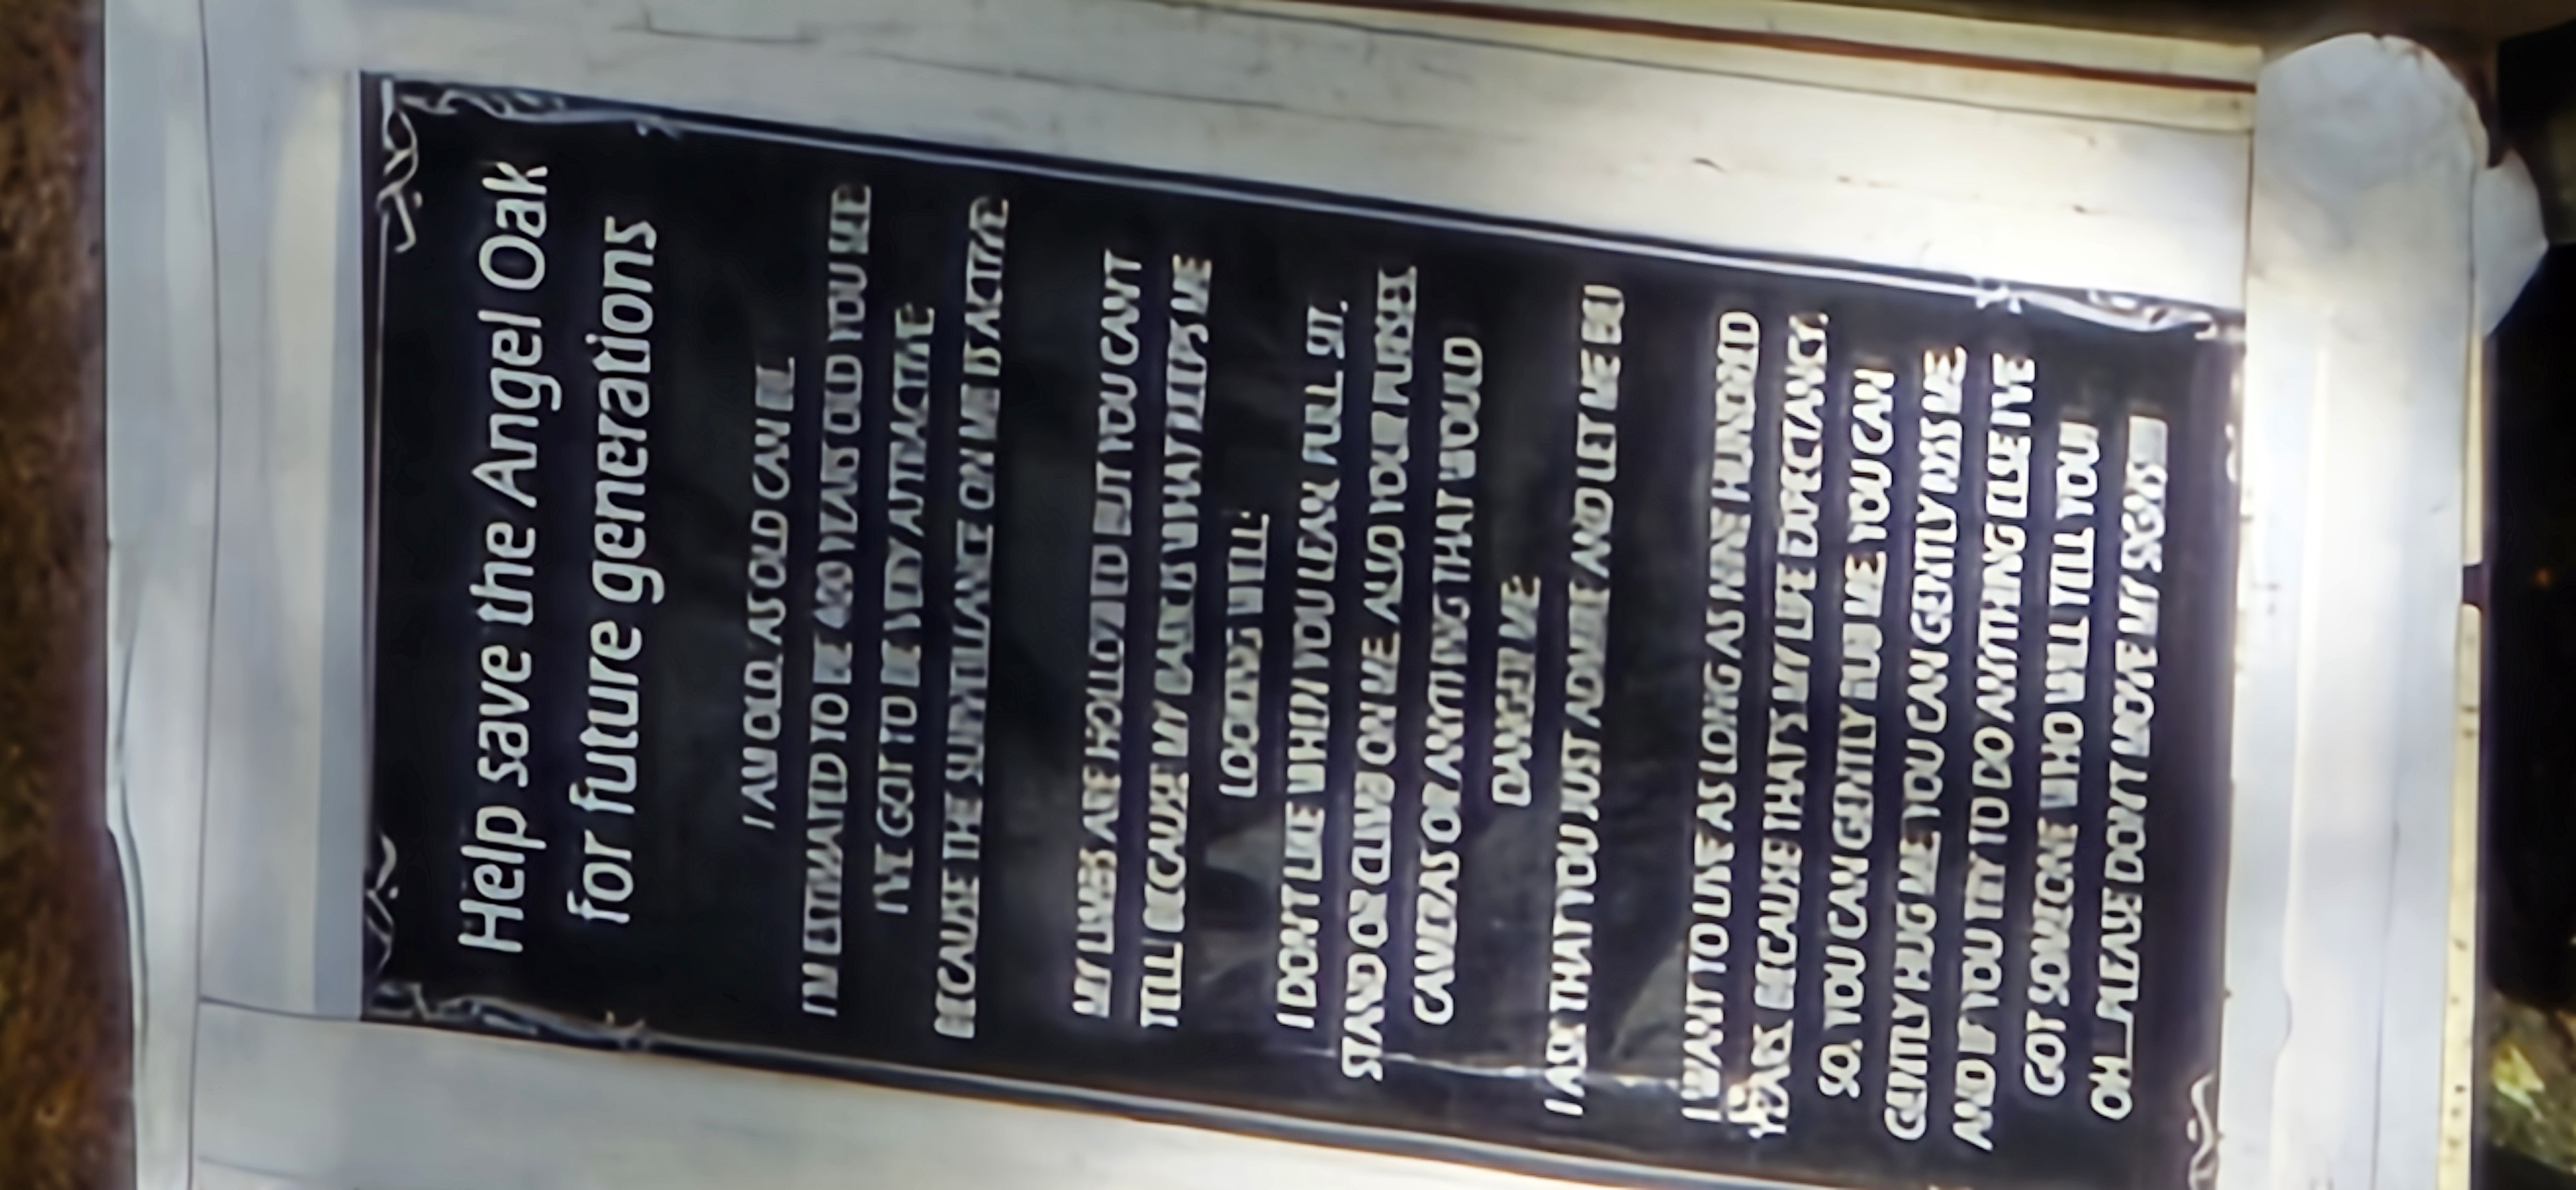 Help save the Angel Oak
for future generations
I AM OLD, AS OLD CAN BE,
I'M ESTIMATED TO BE 400 YEARS OLD YOU SEE
I'VE GOT TO BE VERY ATTRACTIVE
BECAUSE THE SURVEILLANCE ON ME IS ACTIVE
MY LIMBS ARE HOLLOWED BUT YOU CAN'T
TELL BECAUSE MY BARK IS WHAT KEEPS ME
LOOKING WELL.
I DON'T LIKE WHEN YOU LEAN, PULL, SIT,
STAND OR CLIMB ON ME, ALSO YOUR PURSES,
CAMERAS OR ANYTHING THAT WOULD
DANGER ME
I ASK THAT YOU JUST ADMIRE AND LET ME BE!
I WANT TO LIVE AS LONG AS NINE HUNDRED
YEARS, BECAUSE THAT'S MY LIFE EXPECTANCY.
SO, YOU CAN GENTLY RUB ME, YOU CAN
GENTLY HUG ME, YOU CAN GENTLY KISS ME,
AND IF YOU TRY TO DO ANYTHING ELSE I'VE
GOT SOMEONE WHO WILL TELL YOU
OH... PLEASE DON'T MOVE MY SIGNS